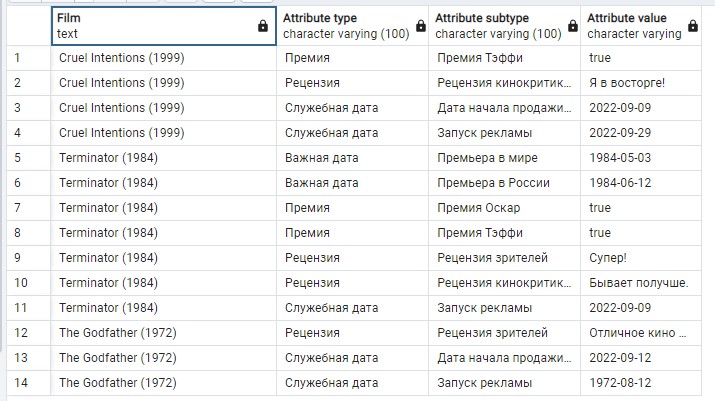 Film Attribute type Attribute subtype Attribute value
text character varying (100) character varying (100) character varying
1 Cruel Intentions (1999) Премия Премия Тэффи true
2 Cruel Intentions (1999) Рецензия Рецензия кинокритик... Я в восторге!
3 Cruel Intentions (1999) Служебная дата Дата начала продажи... 2022-09-09
4 Cruel Intentions (1999) Служебная дата Запуск рекламы 2022-09-29
5 Terminator (1984) Важная дата Премьера в мире 1984-05-03
6 Terminator (1984) Важная дата Премьера в России 1984-06-12
7 Terminator (1984) Премия Премия Оскар true
8 Terminator (1984) Премия Премия Тэффи true
9 Terminator (1984) Рецензия Рецензия зрителей Супер!
10 Terminator (1984) Рецензия Рецензия кинокритик... Бывает получше.
11 Terminator (1984) Служебная дата Запуск рекламы 2022-09-09
12 The Godfather (1972) Рецензия Рецензия зрителей Отличное кино ...
13 The Godfather (1972) Служебная дата Дата начала продажи... 2022-09-12
14 The Godfather (1972) Служебная дата Запуск рекламы 1972-08-12